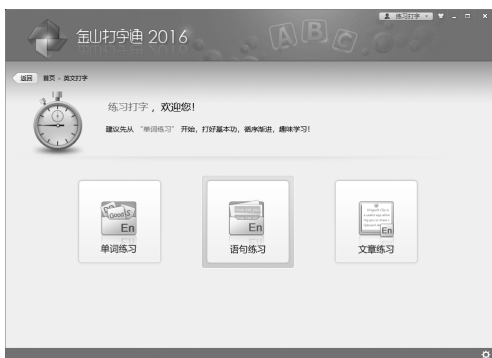 金山打字通 2016
练习打字
返回 首页 > 英文打字
练习打字，欢迎您！
建议先从 “单词练习” 开始，打好基本功，循序渐进，趣味学习！
A B C
Good
En
En
En
单词练习
语句练习
文章练习